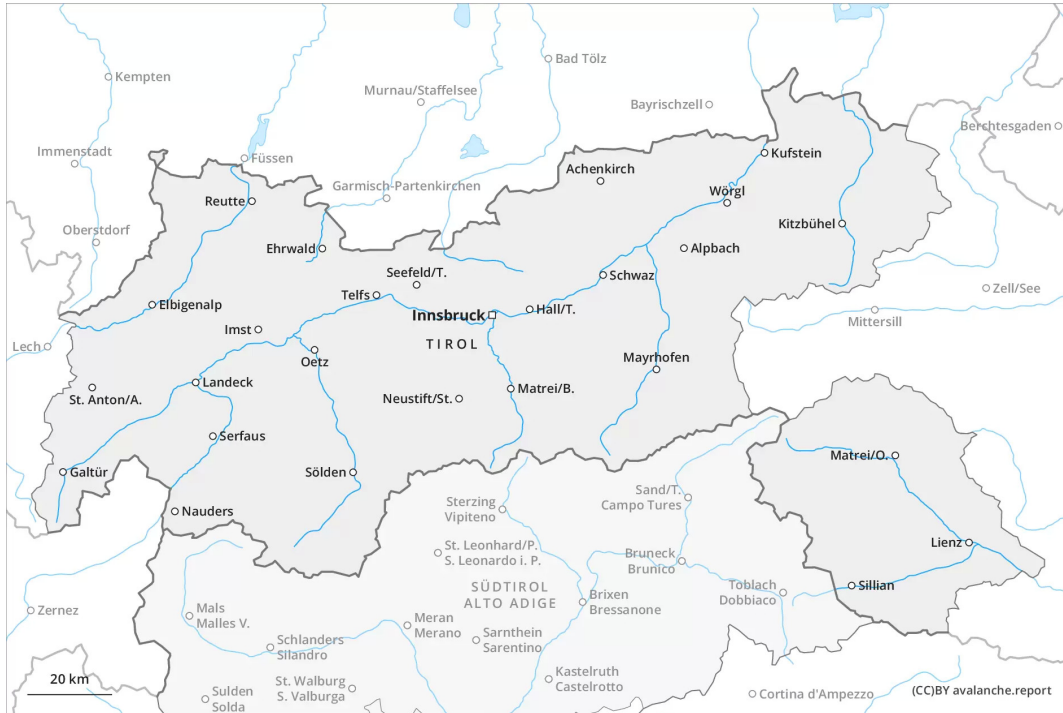 Kempten
Bad Tölz
Murnau/Staffelsee
Bayrischzell
Berchtesgaden
Immenstadt
Füssen
Kufstein
Achenkirch
Garmisch-Partenkirchen
Wörgl
Reutte
Oberstdorf
Kitzbühel
Ehrwald
Alpbach
Seefeld/T.
Schwaz
Telfs
Zell/See
Elbigenalp
Innsbruck
Hall/T.
Mittersill
Imst
Lech
TIROL
Oetz
Mayrhofen
Landeck
Matrei/B.
St. Anton/A.
Neustift/St.
Serfaus
Matrei/O.
Galtür
Sölden
Sterzing
Vipiteno
Sand/T.
Campo Tures
Nauders
Lienz
St. Leonhard/P.
S. Leonardo i. P.
Bruneck
Brunico
SÜDTIROL
ALTO ADIGE
Toblach
Dobbiaco
Sillian
Brixen
Bressanone
Zernez
Mals
Malles V.
Meran
Merano
Sarnthein
Sarentino
Schlanders
Silandro
Kastelruth
Castelrotto
20 km
St. Walburg
S. Valburga
Sulden
Solda
Cortina d'Ampezzo
(CC)BY avalanche.report